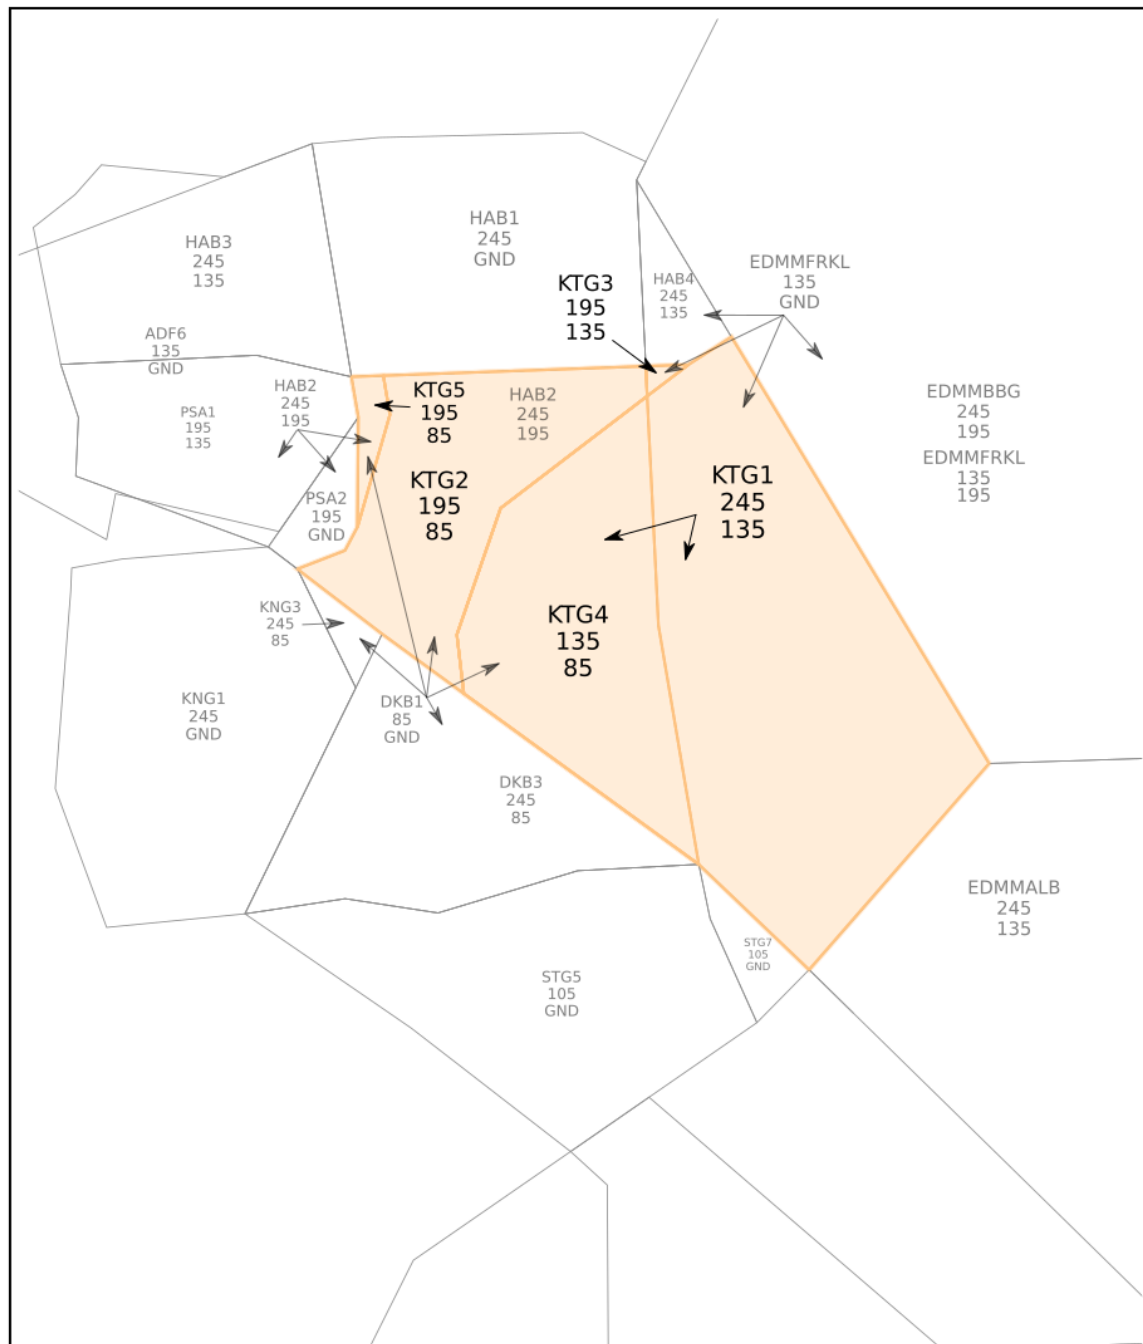 HAB1
245
GND
HAB3
245
135
EDMMFRKL
135
GND
KTG3
195
135
HAB4
245
135
ADF6
135
GND
HAB2
245
195
KTG5
195
85
HAB2
245
195
EDMMBBG
245
195
EDMMFRKL
135
195
PSA1
195
135
KTG2
195
85
KTG1
245
135
PSA2
195
GND
KNG3
245
85
KTG4
135
85
KNG1
245
GND
DKB1
85
GND
DKB3
245
85
EDMMALB
245
135
STG7
105
GND
STG5
105
GND